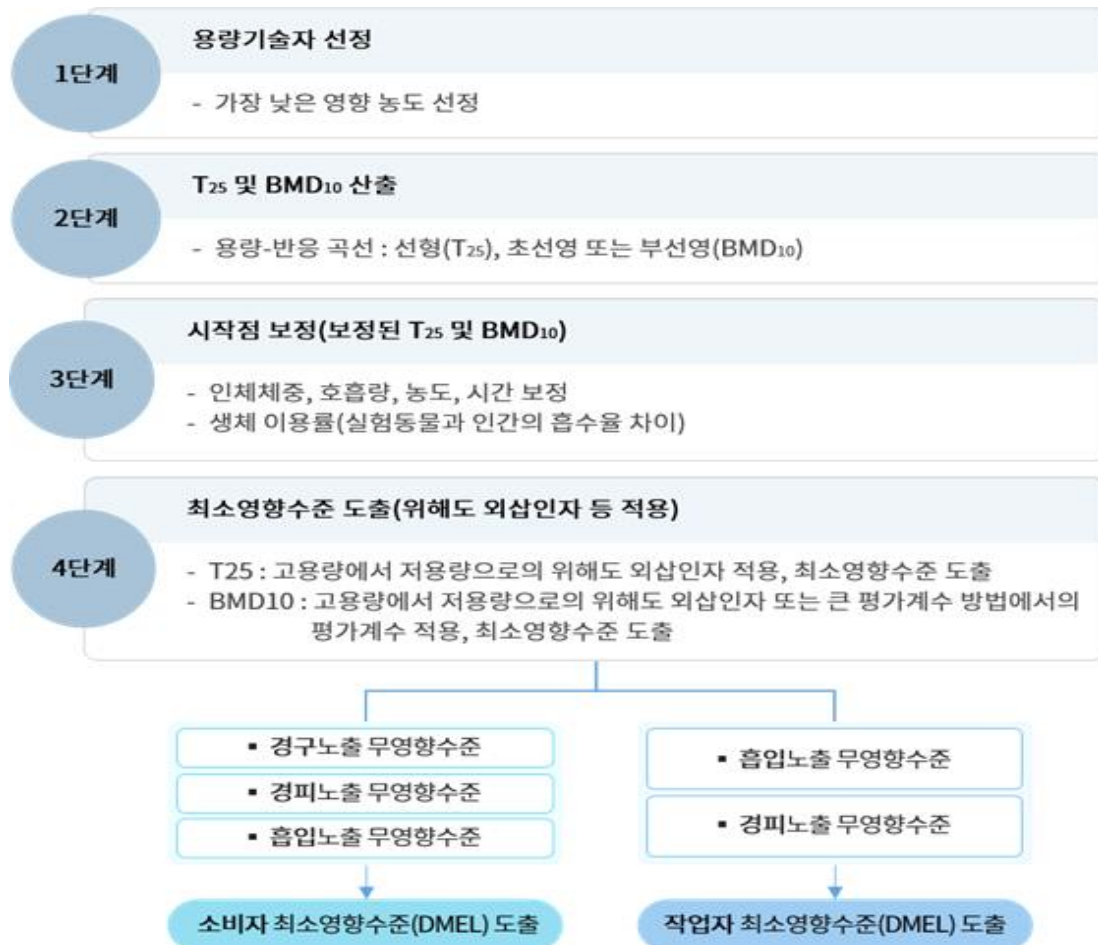 1단계
용량기술자 선정
- 가장 낮은 영향 농도 선정
2단계
T₂₅ 및 BMD₁₀ 산출
- 용량-반응 곡선 : 선형(T₂₅), 초선영 또는 부선영(BMD₁₀)
3단계
시작점 보정(보정된 T₂₅ 및 BMD₁₀)
- 인체체중, 호흡량, 농도, 시간 보정
- 생체 이용률(실험동물과 인간의 흡수율 차이)
4단계
최소영향수준 도출(위해도 외삽인자 등 적용)
- T25 : 고용량에서 저용량으로의 위해도 외삽인자 적용, 최소영향수준 도출
- BMD10 : 고용량에서 저용량으로의 위해도 외삽인자 또는 큰 평가계수 방법에서의
평가계수 적용, 최소영향수준 도출
▪ 경구노출 무영향수준
▪ 경피노출 무영향수준
▪ 흡입노출 무영향수준
소비자 최소영향수준(DMEL) 도출
▪ 흡입노출 무영향수준
▪ 경피노출 무영향수준
작업자 최소영향수준(DMEL) 도출